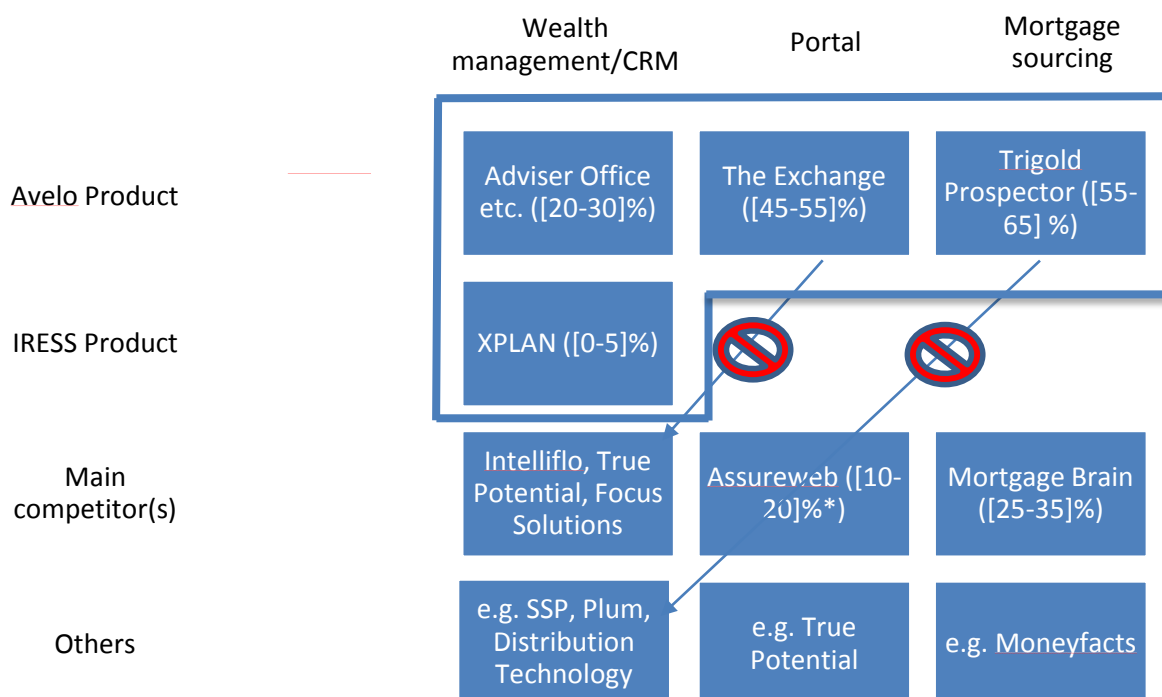 Wealth
management/CRM
Portal
Mortgage
sourcing
Avelo Product
Adviser Office
etc. ([20-30]%)
The Exchange
([45-55]%)
Trigold
Prospector ([55-
65] %)
IRESS Product
XPLAN ([0-5]%)
Main
competitor(s)
Intelliflo, True
Potential, Focus
Solutions
Assureweb ([10-
20]%*)
Mortgage Brain
([25-35]%)
Others
e.g. SSP, Plum,
Distribution
Technology
e.g. True
Potential
e.g. Moneyfacts